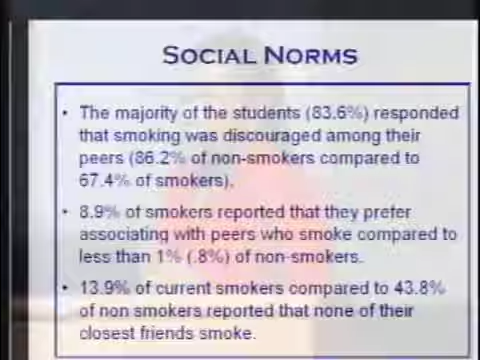 SOCIAL NORMS
• The majority of the students (83.6%) responded
that smoking was discouraged among their
peers (86.2% of non-smokers compared to
67.4% of smokers).
• 8.9% of smokers reported that they prefer
associating with peers who smoke compared to
less than 1% (.8%) of non-smokers.
• 13.9% of current smokers compared to 43.8%
of non smokers reported that none of their
closest friends smoke.